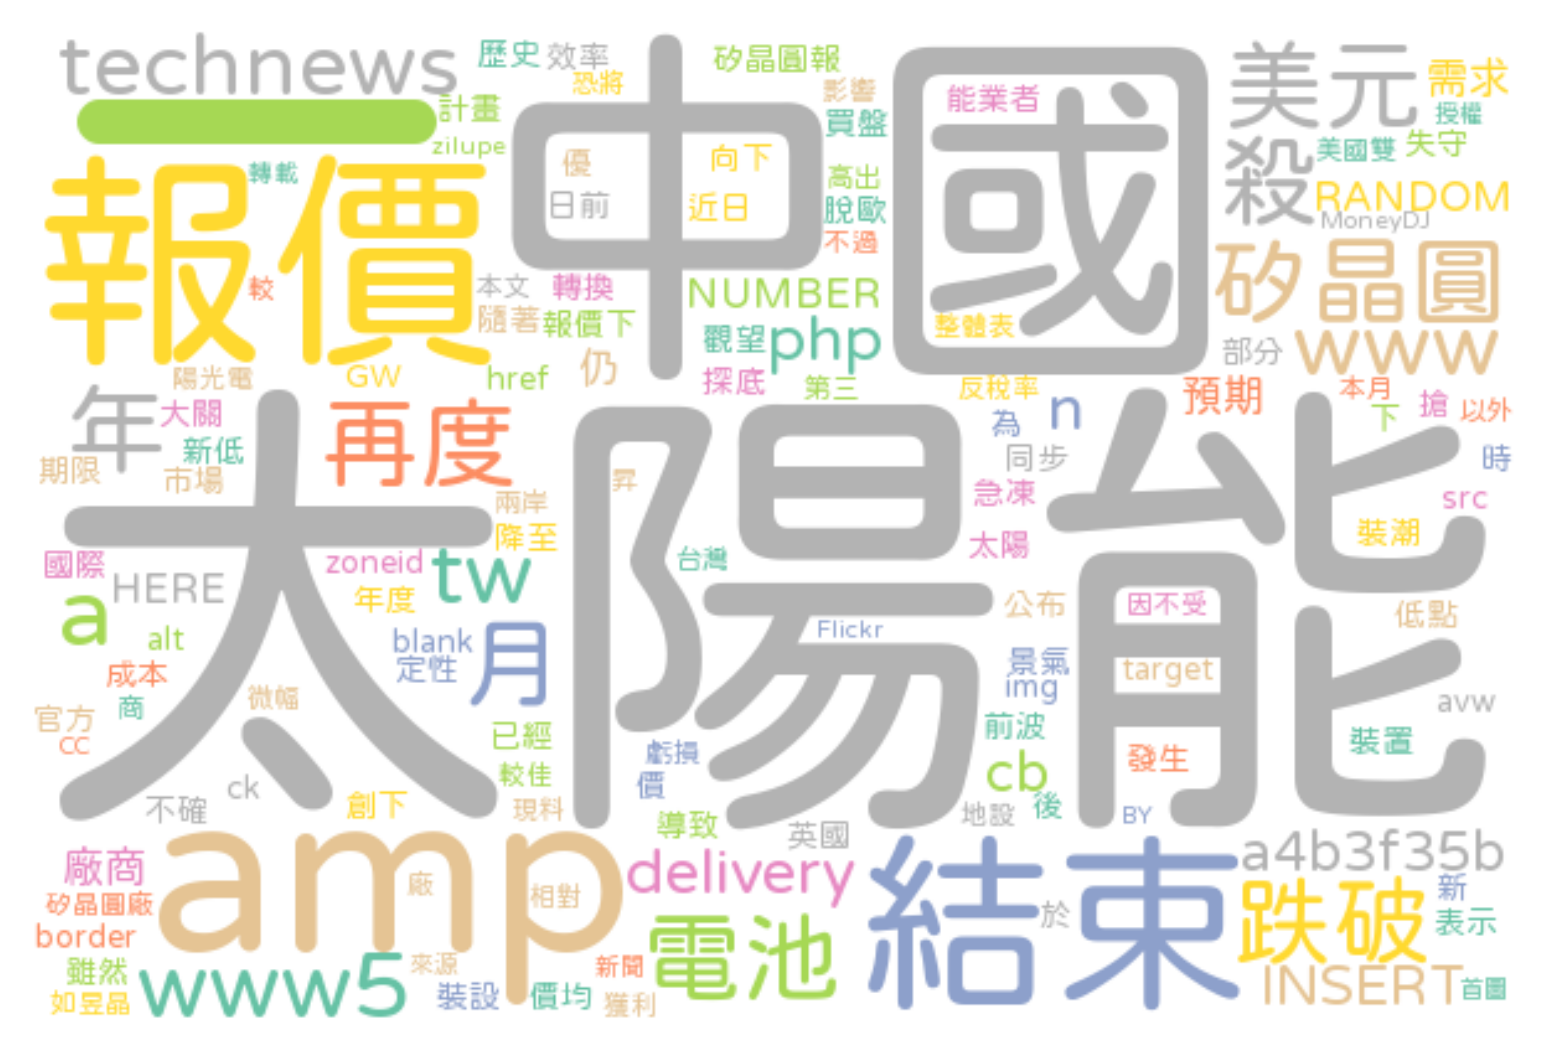 technews
歷史
效率
恐將
矽晶圓報
影響
能業者
美元
需求
授權
一
計畫
zilupe
買盤
中國
優
向下
日前
近日
高出
脫歐
不過
殺
美國雙
失守
RANDOM
MoneyDJ
轉載
報價
較
本文
轉換
隨著
報價下
NUMBER
觀望
php
整體表
矽晶圓
部分
www
陽光電
GW
href
仍
探底
第三
反稅率
為
n
預期
本月
下
搶
以外
年
大關
新低
期限
市場
再度
兩岸
降至
昇
同步
急凍
太陽
時
src
裝潮
太陽能
國際
HERE
zoneid
tw
台灣
年度
a
alt
blank
定性
月
Flickr
公布
因不受
低點
成本
商
微幅
官方
cc
景氣
img
target
avw
已經
虧損
前波
裝置
較佳
價
cb
發生
ck
不確
創下
現料
導致
英國
地設
後
BY
廠商
amp
廠
相對
delivery
結束
於
a4b3f35b
矽晶圓廠
border
跌破
新
表示
雖然
www5
來源
新聞
電池
如昱晶
裝設
價均
獲利
INSERT
首圖